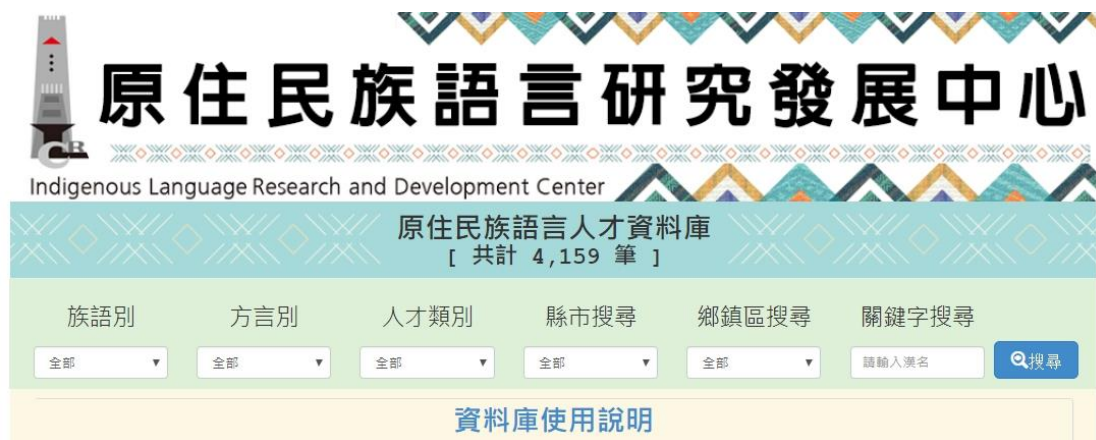 原住民族語言研究發展中心
CR
Indigenous Language Research and Development Center
原住民族語言人才資料庫
[ 共計 4,159 筆 ]
族語別 方言別 人才類別 縣市搜尋 鄉鎮區搜尋 關鍵字搜尋
全部 全部 全部 全部 全部 請輸入漢名 搜尋
資料庫使用說明